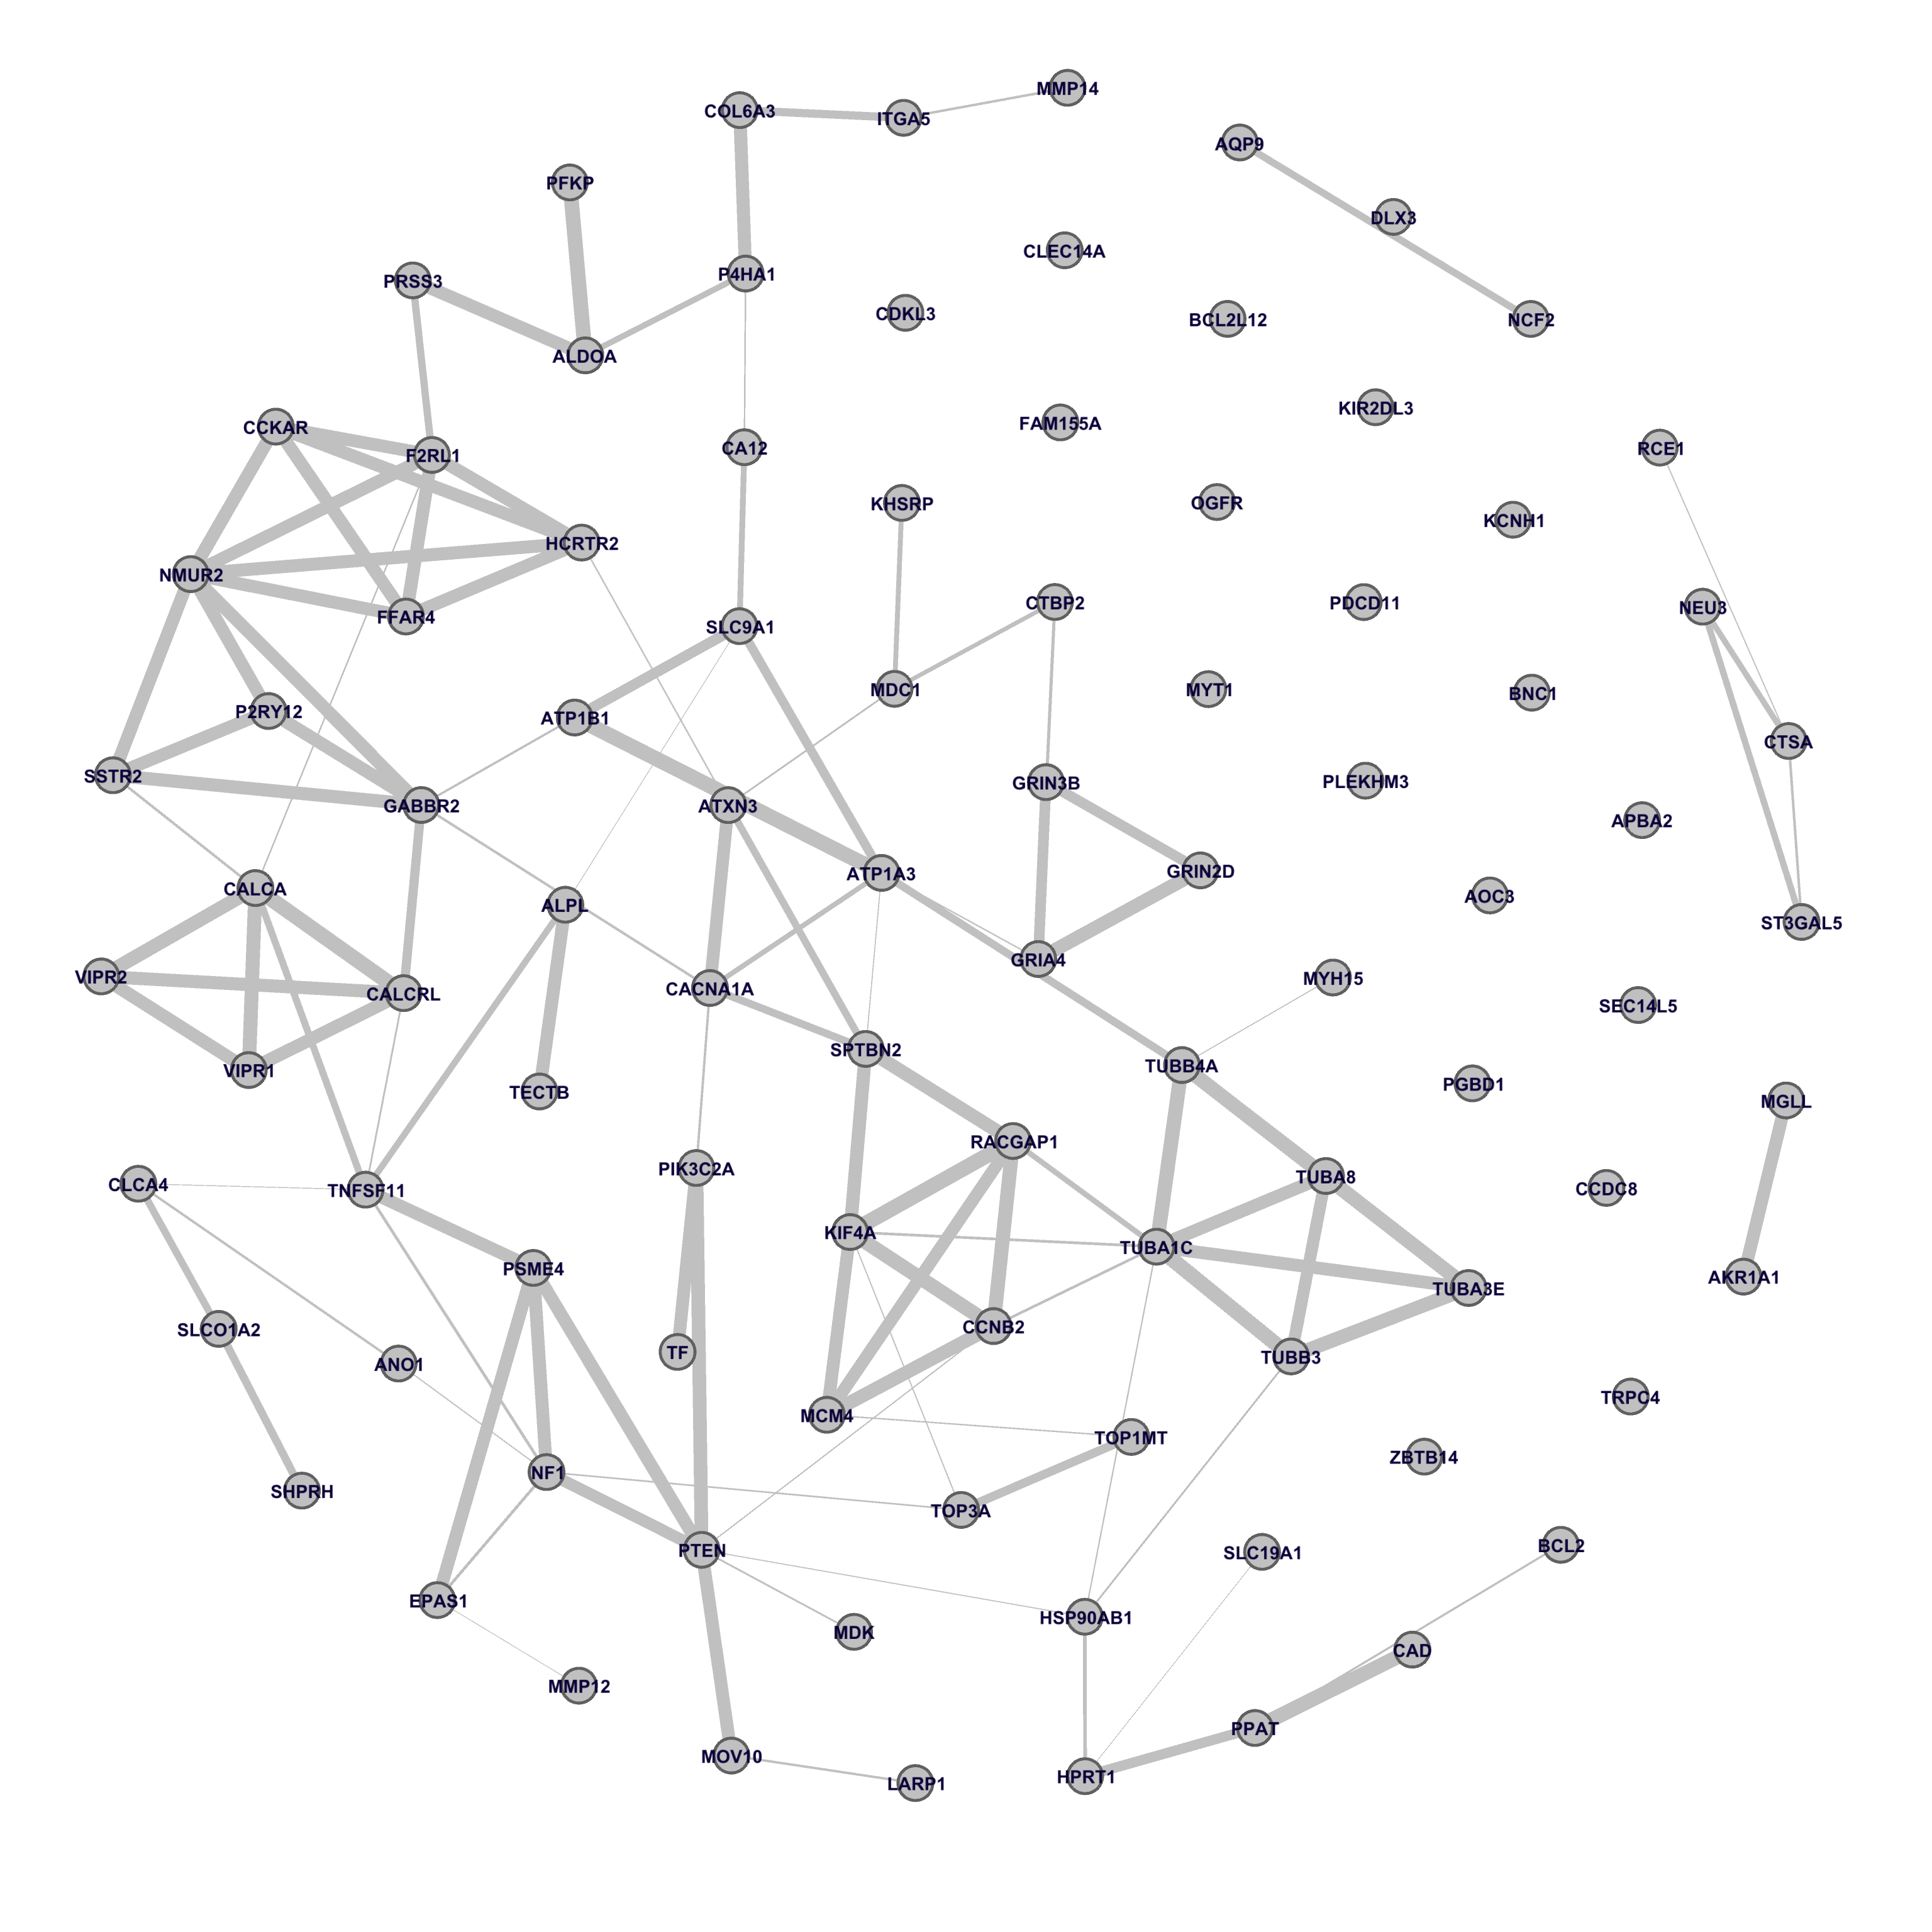 MMP14
COL6A3
ITGA5
AQP9
PFKP
DLX3
CLEC14A
P4HA1
PRSS3
CDKL3
BCL2L12
NCF2
ALDOA
KIR2DL3
FAM155A
CCKAR
F2RL1
CA12
RCE1
KHSRP
OGFR
KCNH1
HCRTR2
NMUR2
CTBP2
PDCD11
NEU3
FFAR4
SLC9A1
MDC1
MYT1
BNC1
P2RY12
ATP1B1
CTSA
SSTR2
GRIN3B
PLEKHM3
GABBR2
ATXN3
APBA2
GRIN2D
ATP1A3
CALCA
AOC3
ALPL
ST3GAL5
GRIA4
VIPR2
MYH15
CACNA1A
CALCRL
SEC14L5
SPTBN2
TUBB4A
VIPR1
PGBD1
TECTB
MGLL
RACGAP1
PIK3C2A
TUBA8
CLCA4
TNFSF11
CCDC8
KIF4A
TUBA1C
PSME4
AKR1A1
TUBA3E
CCNB2
SLCO1A2
TF
TUBB3
ANO1
TRPC4
MCM4
TOP1MT
ZBTB14
NF1
SHPRH
TOP3A
BCL2
PTEN
SLC19A1
EPAS1
HSP90AB1
MDK
CAD
MMP12
PPAT
MOV10
HPRT1
LARP1